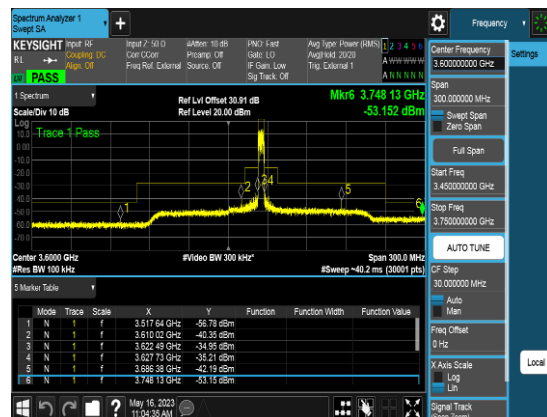 Spectrum Analyzer 1
Swept SA
Frequency
KEYSIGHT
Input: RF
Coupling: DC
Align: Off
Input Z: 50 Ω
Corr CCorr
Freq Ref: External
#Atten: 10 dB
Preamp: Off
Source: Off
PNO: Fast
Gate: LO
IF Gain: Low
Sig Track: Off
Avg Type: Power (RMS)
Avg|Hold: 20/20
Trig: External 1
1 2 3 4 5 6
A W W W W W
A N N N N N
RL
PASS
1 Spectrum
Scale/Div 10 dB
Ref Lvl Offset 30.91 dB
Ref Level 20.00 dBm
Mkr6 3.748 13 GHz
-53.152 dBm
Log
Trace 1 Pass
10.0
0.00
-10.0
-20.0
-30.0
-40.0
-50.0
-60.0
-70.0
1
2
3
4
5
6
Center 3.6000 GHz
#Res BW 100 kHz
#Video BW 300 kHz*
Span 300.0 MHz
#Sweep ~40.2 ms (30001 pts)
5 Marker Table
Mode Trace Scale X Y Function Function Width Function Value
1 N 1 f 3.517 64 GHz -56.78 dBm
2 N 1 f 3.610 02 GHz -40.35 dBm
3 N 1 f 3.622 49 GHz -34.95 dBm
4 N 1 f 3.627 73 GHz -35.21 dBm
5 N 1 f 3.686 38 GHz -42.19 dBm
6 N 1 f 3.748 13 GHz -53.15 dBm
May 16, 2023
11:04:35 AM
Center Frequency
3.600000000 GHz
Span
300.000000 MHz
Swept Span
Zero Span
Full Span
Start Freq
3.450000000 GHz
Stop Freq
3.750000000 GHz
AUTO TUNE
CF Step
30.000000 MHz
Auto
Man
Freq Offset
0 Hz
X Axis Scale
Log
Lin
Signal Track
Settings
Local